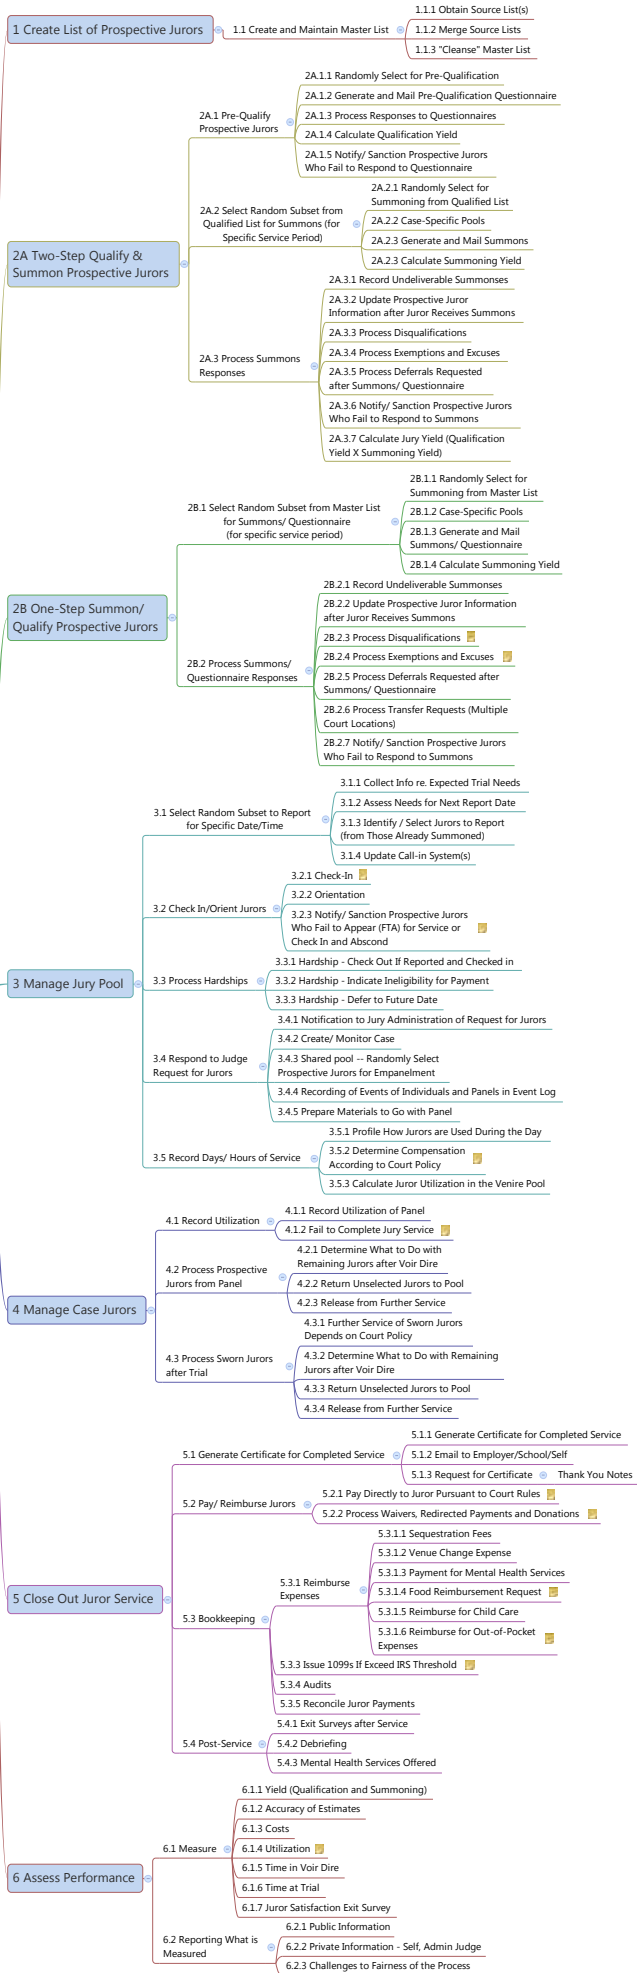 1 Create List of Prospective Jurors
1.1 Create and Maintain Master List
1.1.1 Obtain Source List(s)
1.1.2 Merge Source Lists
1.1.3 "Cleanse" Master List
2A Two-Step Qualify &
Summon Prospective Jurors
2A.1 Pre-Qualify
Prospective Jurors
2A.1.1 Randomly Select for Pre-Qualification
2A.1.2 Generate and Mail Pre-Qualification Questionnaire
2A.1.3 Process Responses to Questionnaires
2A.1.4 Calculate Qualification Yield
2A.1.5 Notify/ Sanction Prospective Jurors
Who Fail to Respond to Questionnaire
2A.2 Select Random Subset from
Qualified List for Summons (for
Specific Service Period)
2A.2.1 Randomly Select for
Summoning from Qualified List
2A.2.2 Case-Specific Pools
2A.2.3 Generate and Mail Summons
2A.2.3 Calculate Summoning Yield
2A.3 Process Summons
Responses
2A.3.1 Record Undeliverable Summonses
2A.3.2 Update Prospective Juror
Information after Juror Receives Summons
2A.3.3 Process Disqualifications
2A.3.4 Process Exemptions and Excuses
2A.3.5 Process Deferrals Requested
after Summons/ Questionnaire
2A.3.6 Notify/ Sanction Prospective Jurors
Who Fail to Respond to Summons
2A.3.7 Calculate Jury Yield (Qualification
Yield X Summoning Yield)
2B One-Step Summon/
Qualify Prospective Jurors
2B.1 Select Random Subset from Master List
for Summons/ Questionnaire
(for specific service period)
2B.1.1 Randomly Select for
Summoning from Master List
2B.1.2 Case-Specific Pools
2B.1.3 Generate and Mail
Summons/ Questionnaire
2B.1.4 Calculate Summoning Yield
2B.2 Process Summons/
Questionnaire Responses
2B.2.1 Record Undeliverable Summonses
2B.2.2 Update Prospective Juror Information
after Juror Receives Summons
2B.2.3 Process Disqualifications
2B.2.4 Process Exemptions and Excuses
2B.2.5 Process Deferrals Requested after
Summons/ Questionnaire
2B.2.6 Process Transfer Requests (Multiple
Court Locations)
2B.2.7 Notify/ Sanction Prospective Jurors
Who Fail to Respond to Summons
3 Manage Jury Pool
3.1 Select Random Subset to Report
for Specific Date/Time
3.1.1 Collect Info re. Expected Trial Needs
3.1.2 Assess Needs for Next Report Date
3.1.3 Identify / Select Jurors to Report
(from Those Already Summoned)
3.1.4 Update Call-in System(s)
3.2 Check In/Orient Jurors
3.2.1 Check-In
3.2.2 Orientation
3.2.3 Notify/ Sanction Prospective Jurors
Who Fail to Appear (FTA) for Service or
Check In and Abscond
3.3 Process Hardships
3.3.1 Hardship - Check Out If Reported and Checked in
3.3.2 Hardship - Indicate Ineligibility for Payment
3.3.3 Hardship - Defer to Future Date
3.4 Respond to Judge
Request for Jurors
3.4.1 Notification to Jury Administration of Request for Jurors
3.4.2 Create/ Monitor Case
3.4.3 Shared pool -- Randomly Select
Prospective Jurors for Empanelment
3.4.4 Recording of Events of Individuals and Panels in Event Log
3.4.5 Prepare Materials to Go with Panel
3.5 Record Days/ Hours of Service
3.5.1 Profile How Jurors are Used During the Day
3.5.2 Determine Compensation
According to Court Policy
3.5.3 Calculate Juror Utilization in the Venire Pool
4 Manage Case Jurors
4.1 Record Utilization
4.1.1 Record Utilization of Panel
4.1.2 Fail to Complete Jury Service
4.2 Process Prospective
Jurors from Panel
4.2.1 Determine What to Do with
Remaining Jurors after Voir Dire
4.2.2 Return Unselected Jurors to Pool
4.2.3 Release from Further Service
4.3 Process Sworn Jurors
after Trial
4.3.1 Further Service of Sworn Jurors
Depends on Court Policy
4.3.2 Determine What to Do with Remaining
Jurors after Voir Dire
4.3.3 Return Unselected Jurors to Pool
4.3.4 Release from Further Service
5 Close Out Juror Service
5.1 Generate Certificate for Completed Service
5.1.1 Generate Certificate for Completed Service
5.1.2 Email to Employer/School/Self
5.1.3 Request for Certificate
Thank You Notes
5.2 Pay/ Reimburse Jurors
5.2.1 Pay Directly to Juror Pursuant to Court Rules
5.2.2 Process Waivers, Redirected Payments and Donations
5.3 Bookkeeping
5.3.1 Reimburse
Expenses
5.3.1.1 Sequestration Fees
5.3.1.2 Venue Change Expense
5.3.1.3 Payment for Mental Health Services
5.3.1.4 Food Reimbursement Request
5.3.1.5 Reimburse for Child Care
5.3.1.6 Reimburse for Out-of-Pocket
Expenses
5.3.3 Issue 1099s If Exceed IRS Threshold
5.3.4 Audits
5.3.5 Reconcile Juror Payments
5.4 Post-Service
5.4.1 Exit Surveys after Service
5.4.2 Debriefing
5.4.3 Mental Health Services Offered
6 Assess Performance
6.1 Measure
6.1.1 Yield (Qualification and Summoning)
6.1.2 Accuracy of Estimates
6.1.3 Costs
6.1.4 Utilization
6.1.5 Time in Voir Dire
6.1.6 Time at Trial
6.1.7 Juror Satisfaction Exit Survey
6.2 Reporting What is
Measured
6.2.1 Public Information
6.2.2 Private Information - Self, Admin Judge
6.2.3 Challenges to Fairness of the Process